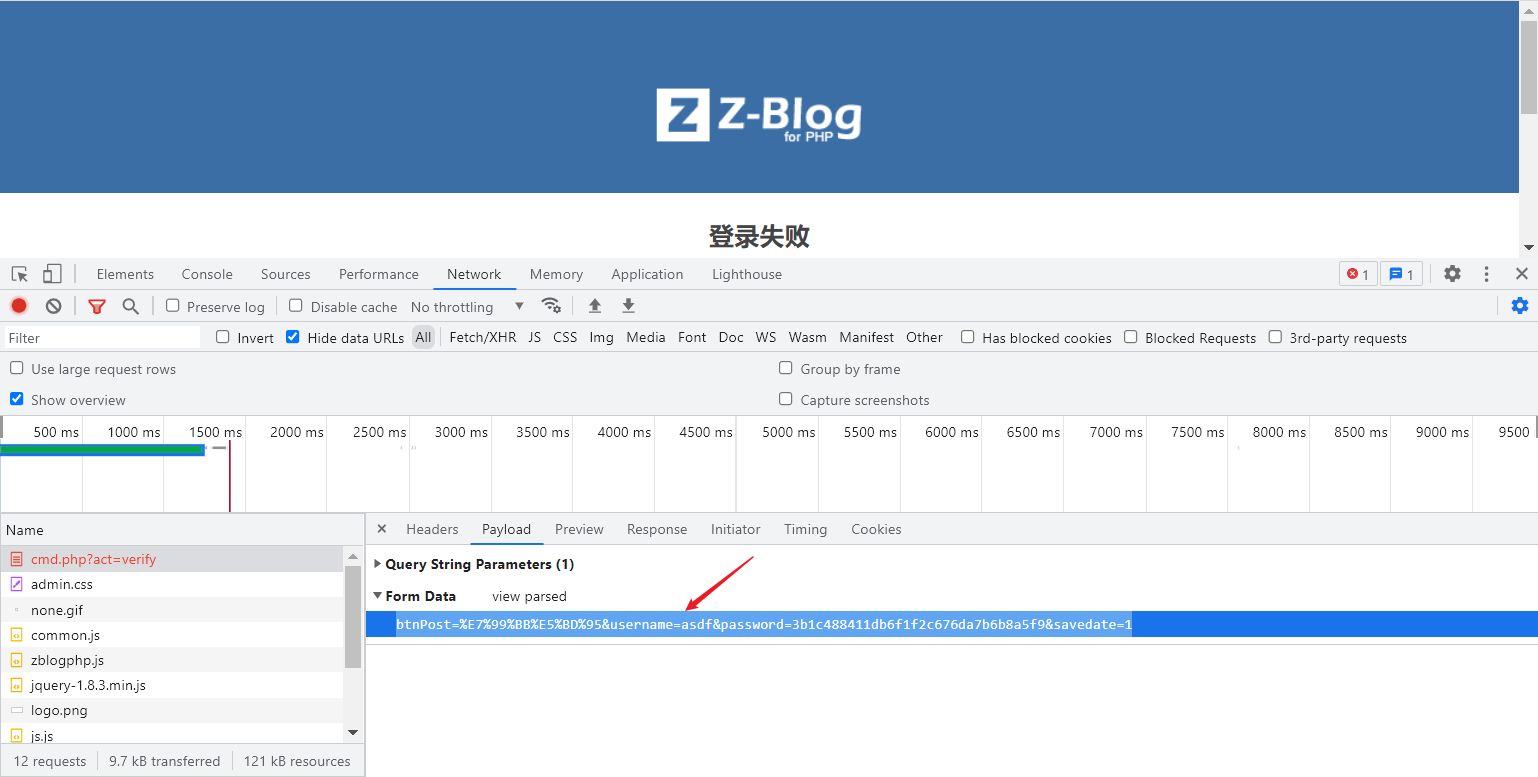 Z Z-Blog
for PHP
登录失败
Elements Console Sources Performance Network Memory Application Lighthouse 1 1
Preserve log Disable cache No throttling
Filter Invert Hide data URLs All Fetch/XHR JS CSS Img Media Font Doc WS Wasm Manifest Other Has blocked cookies Blocked Requests 3rd-party requests
Use large request rows Group by frame
Show overview Capture screenshots
500 ms 1000 ms 1500 ms 2000 ms 2500 ms 3000 ms 3500 ms 4000 ms 4500 ms 5000 ms 5500 ms 6000 ms 6500 ms 7000 ms 7500 ms 8000 ms 8500 ms 9000 ms 9500
Name
cmd.php?act=verify
admin.css
none.gif
common.js
zblogphp.js
jquery-1.8.3.min.js
logo.png
js.js
12 requests 9.7 kB transferred 121 kB resources
Headers Payload Preview Response Initiator Timing Cookies
Query String Parameters (1)
Form Data view parsed
btnPost=%E7%99%BB%E5%BD%95&username=asdf&password=3b1c488411db6f1f2c676da7b6b8a5f9&savedate=1